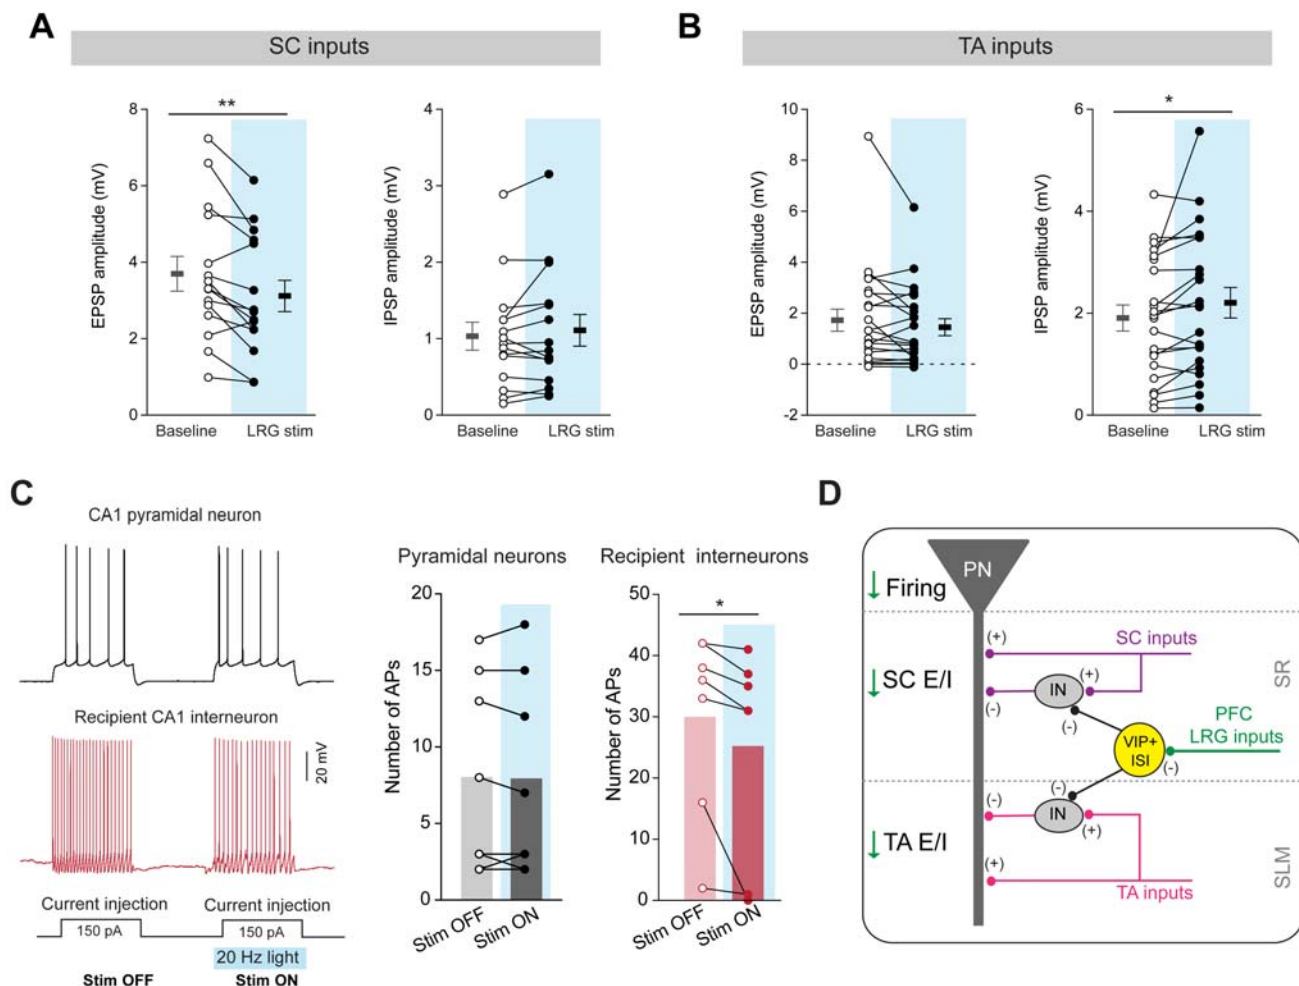 A
SC inputs
B
TA inputs
**
*
EPSP amplitude (mV)
8
6
4
2
0
Baseline
LRG stim
IPSP amplitude (mV)
4
3
2
1
0
Baseline
LRG stim
EPSP amplitude (mV)
10
8
6
4
2
0
-2
Baseline
LRG stim
IPSP amplitude (mV)
6
4
2
0
Baseline
LRG stim
C
CA1 pyramidal neuron
Recipient CA1 interneuron
20 mV
Current injection
Current injection
150 pA
150 pA
20 Hz light
Stim OFF
Stim ON
Pyramidal neurons
Number of APs
20
15
10
5
0
Stim OFF
Stim ON
Recipient interneurons
*
Number of APs
50
40
30
20
10
0
Stim OFF
Stim ON
D
PN
Firing
(+)
SC inputs
SR
SC E/I
IN
(+)
(-)
(-)
PFC
LRG inputs
VIP+
ISI
(-)
(-)
(-)
IN
(+)
TA E/I
(+)
TA inputs
SLM